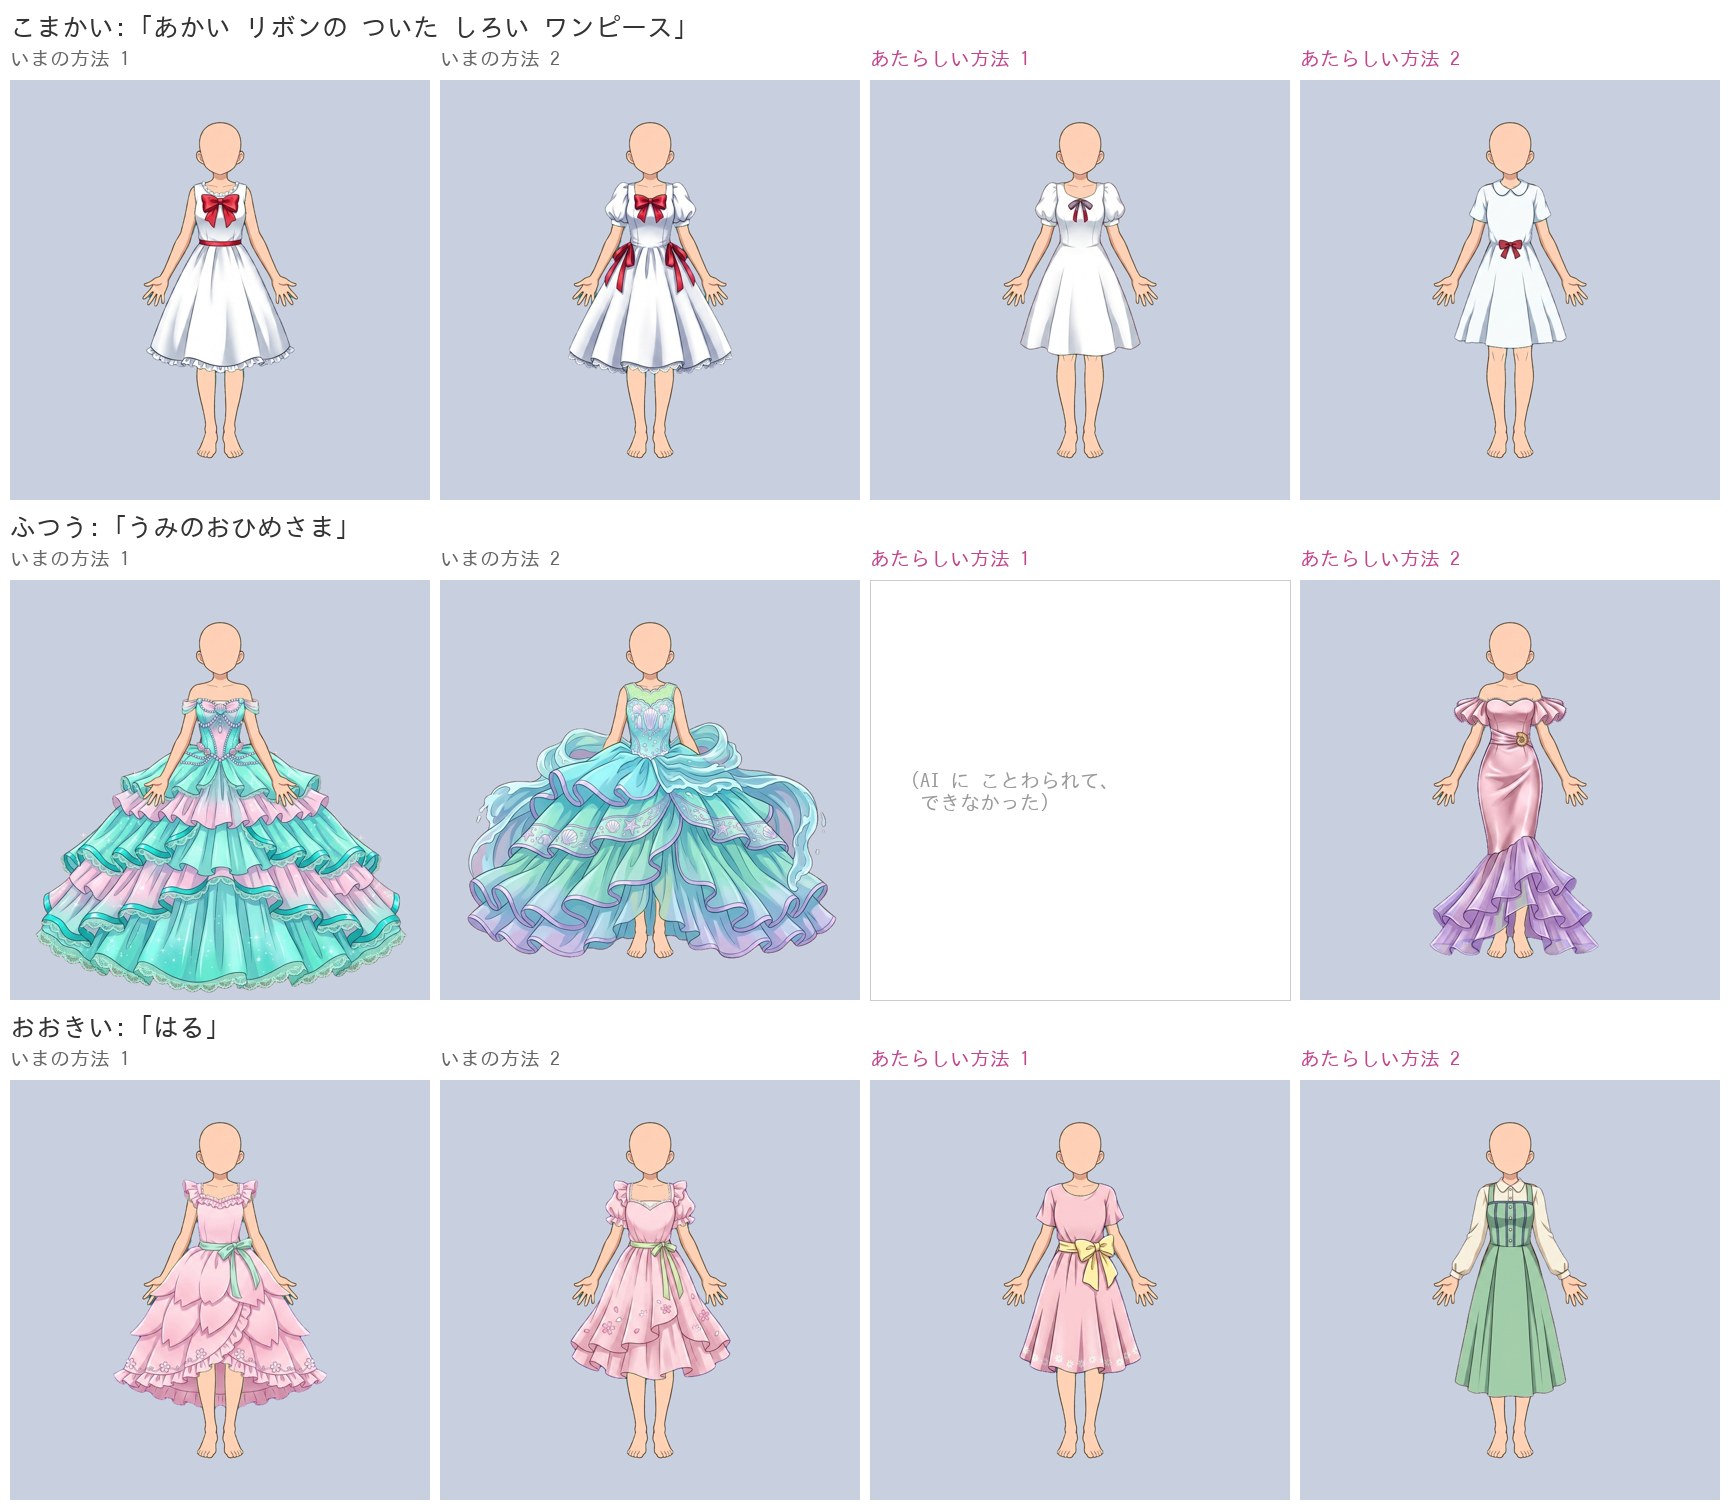 こまかい:「あかい リボンの ついた しろい ワンピース」
いまの方法 1
いまの方法 2
あたらしい方法 1
あたらしい方法 2
ふつう:「うみのおひめさま」
いまの方法 1
いまの方法 2
あたらしい方法 1
あたらしい方法 2
(AI に ことわられて、
できなかった)
おおきい:「はる」
いまの方法 1
いまの方法 2
あたらしい方法 1
あたらしい方法 2